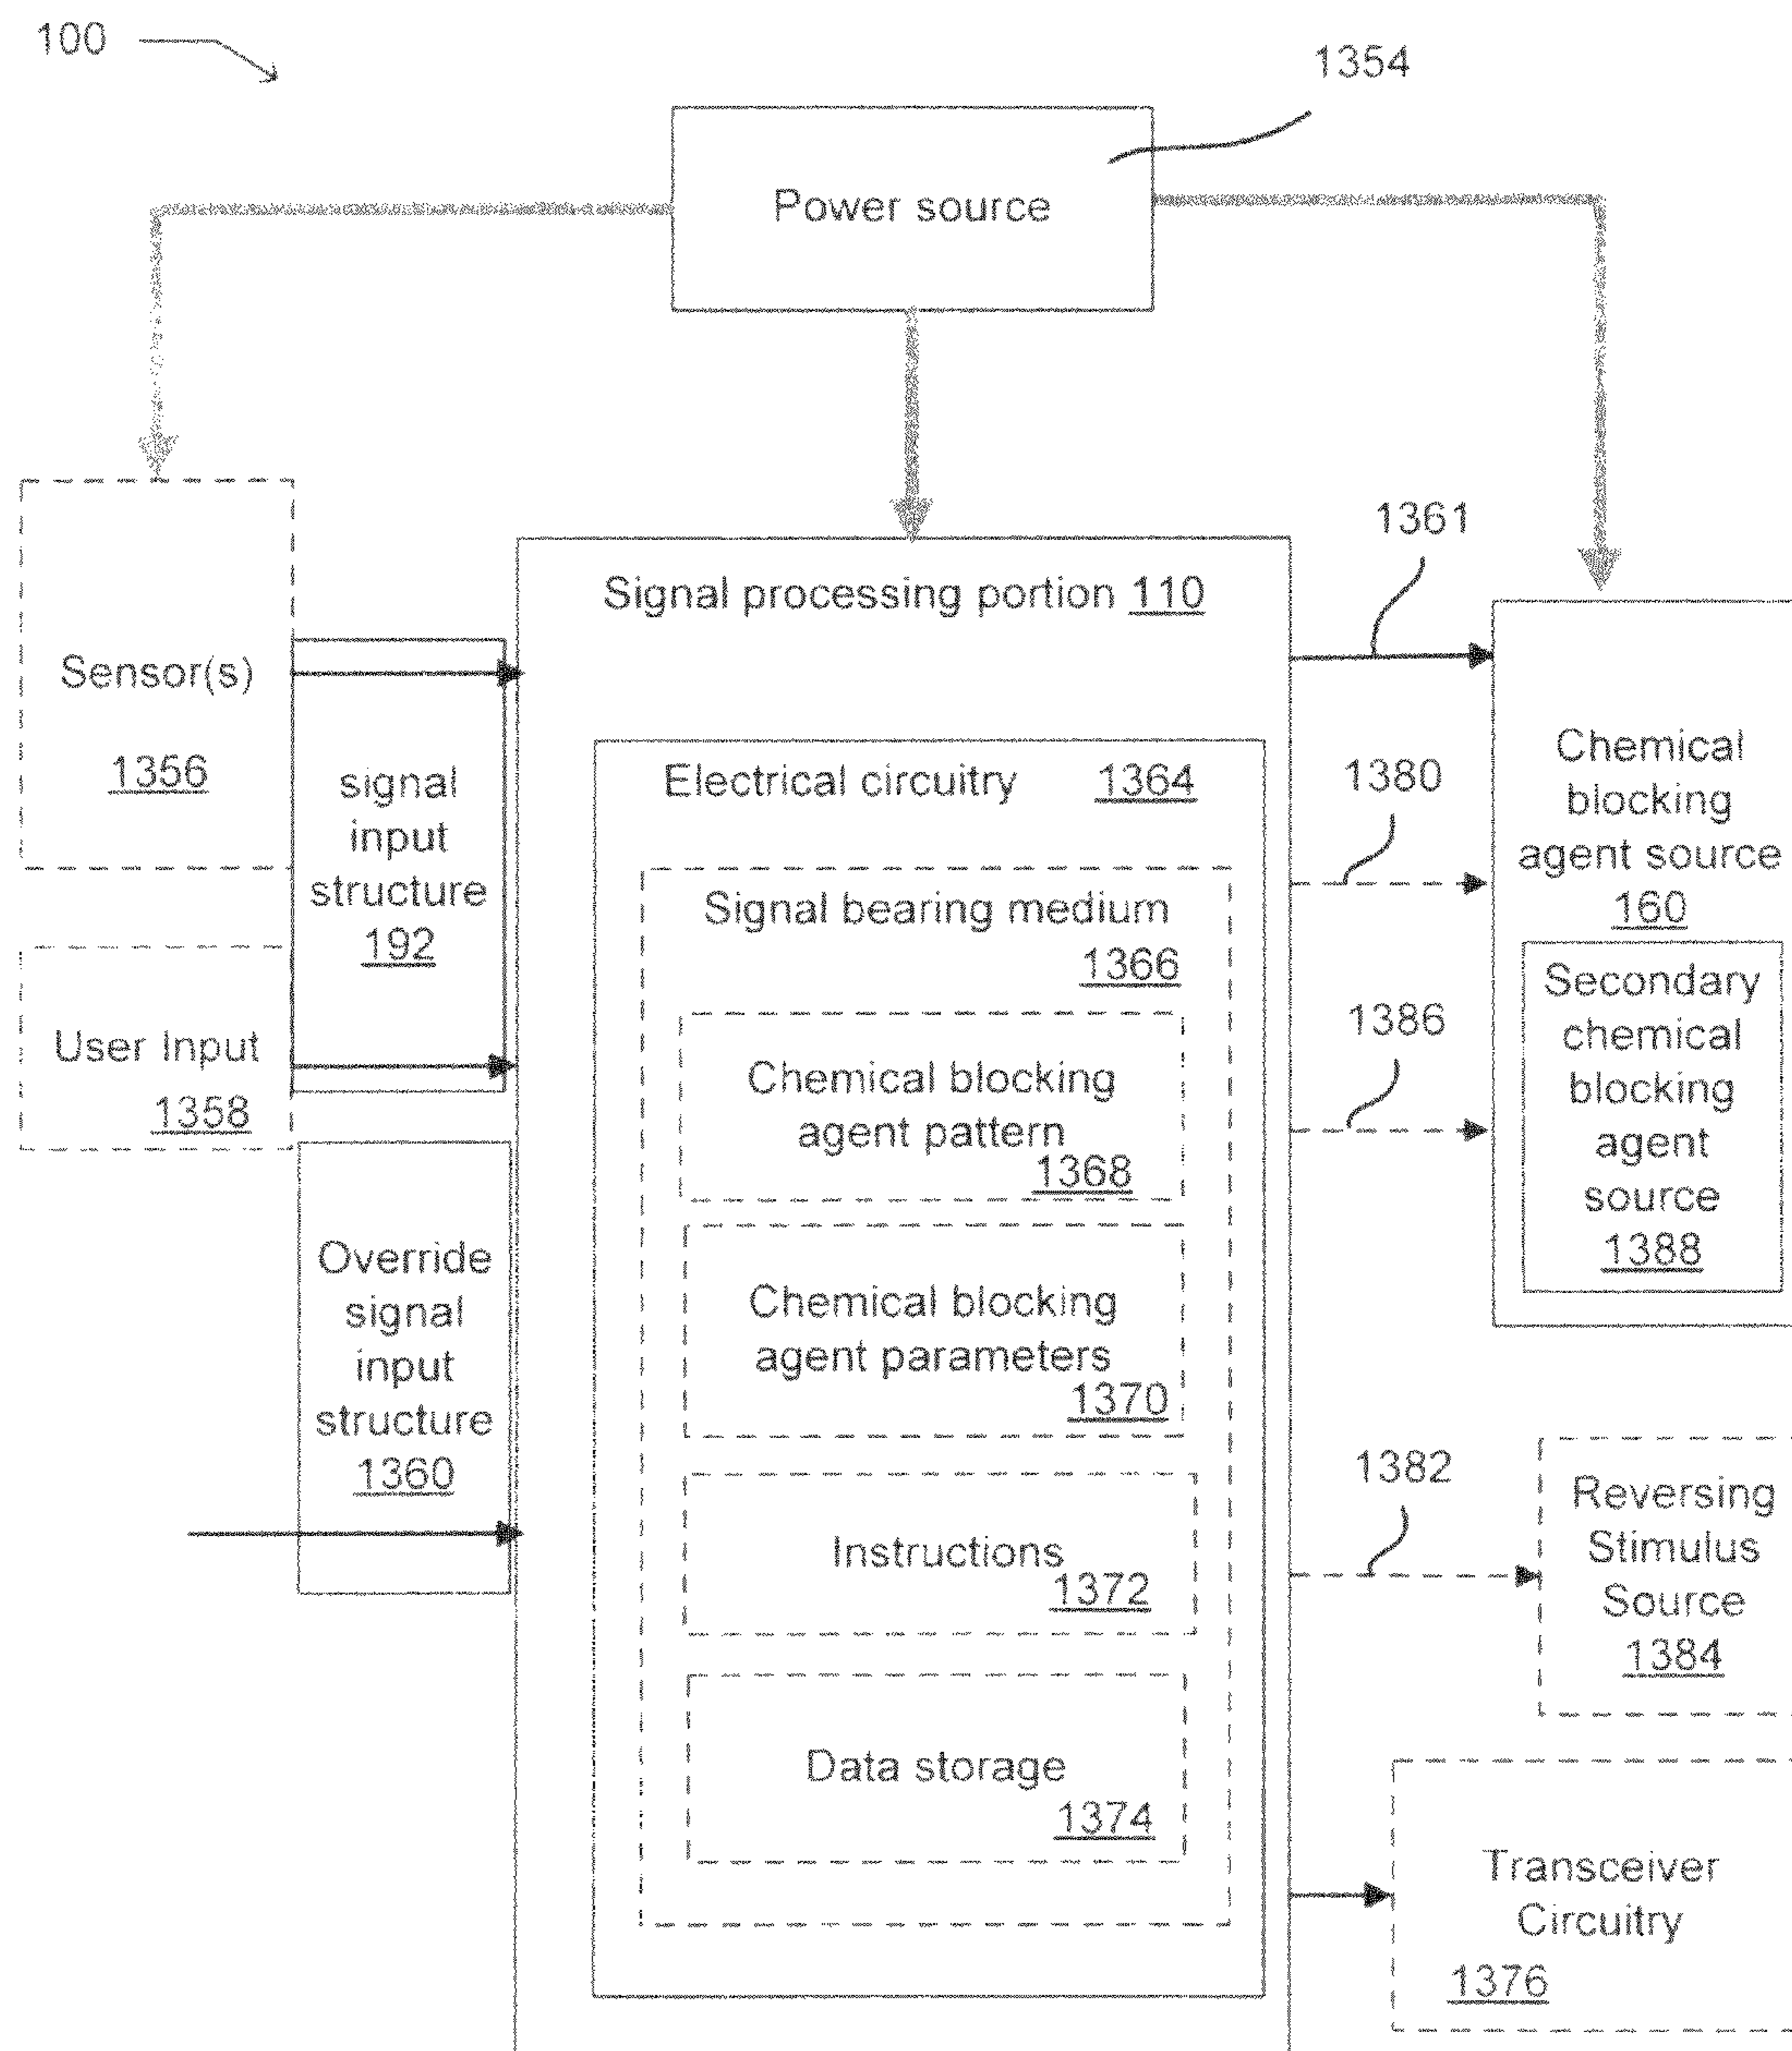 100
1354
Power source
1361
Signal processing portion 110
Sensor(s)
1356
signal
input
structure
192
User Input
1358
Override
signal
input
structure
1360
Electrical circuitry 1364
Signal bearing medium
1366
Chemical blocking
agent pattern
1368
Chemical blocking
agent parameters
1370
Instructions
1372
Data storage
1374
1380
1386
Chemical
blocking
agent source
160
Secondary
chemical
blocking
agent
source
1388
1382
Reversing
Stimulus
Source
1384
Transceiver
Circuitry
1376